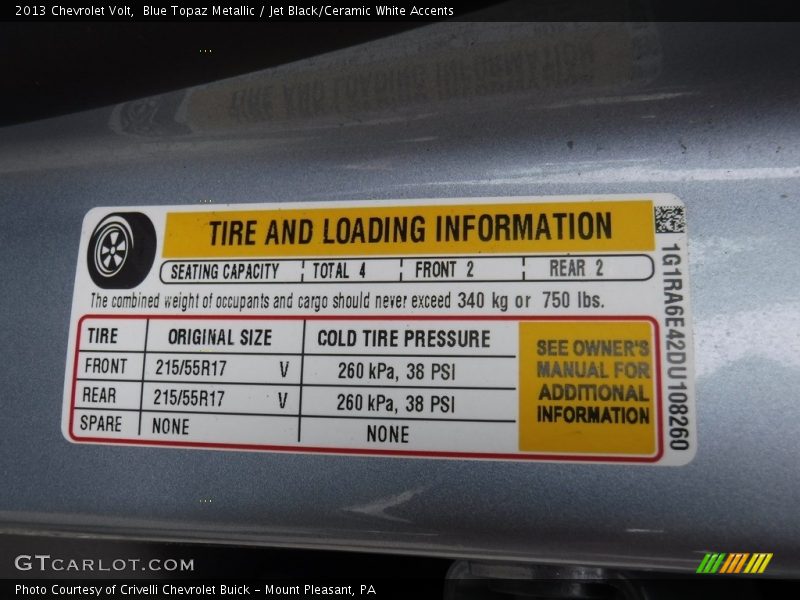 2013 Chevrolet Volt,  Blue Topaz Metallic / Jet Black/Ceramic White Accents
TIRE AND LOADING INFORMATION
SEATING CAPACITY TOTAL 4 FRONT 2 REAR 2
The combined weight of occupants and cargo should never exceed 340 kg or 750 lbs.
TIRE ORIGINAL SIZE COLD TIRE PRESSURE
FRONT 215/55R17 V 260 kPa, 38 PSI
REAR 215/55R17 V 260 kPa, 38 PSI
SPARE NONE NONE
SEE OWNER'S
MANUAL FOR
ADDITIONAL
INFORMATION
1G1RA6E42DU108260
GTCARLOT.COM
Photo Courtesy of Crivelli Chevrolet Buick - Mount Pleasant, PA